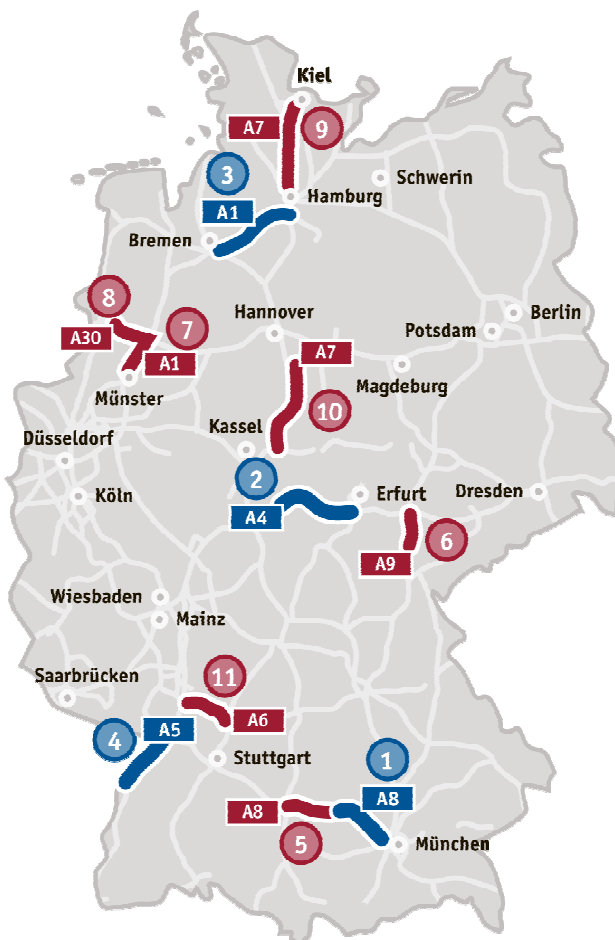 Kiel
A7
9
3
Schwerin
A1
Hamburg
Bremen
8
7
Hannover
Berlin
A30
Potsdam
A1
A7
Magdeburg
Münster
10
Kassel
Düsseldorf
2
Köln
A4
Erfurt
Dresden
6
A9
Wiesbaden
Mainz
Saarbrücken
11
A5
A6
4
Stuttgart
1
A8
A8
5
München